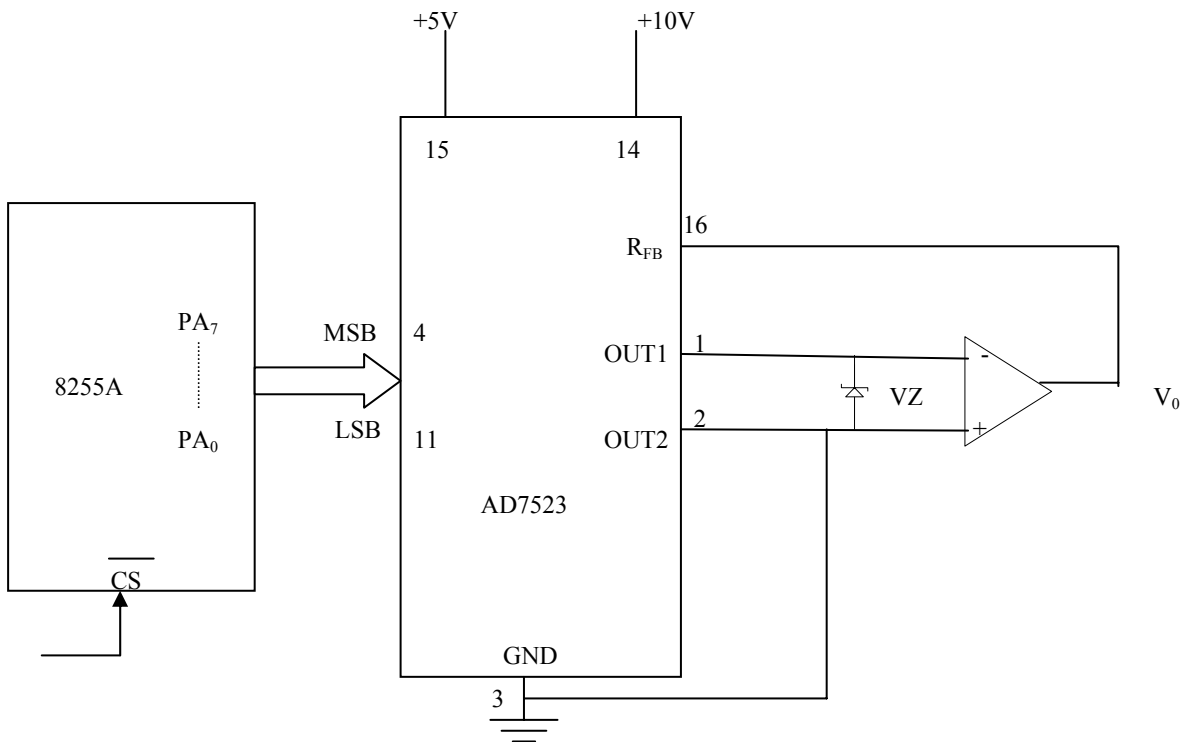 +5V
+10V
15
14
16
R_FB
PA₇
MSB
4
1
OUT1
-
8255A
VZ
V₀
LSB
2
PA₀
11
OUT2
+
AD7523
CS
GND
3